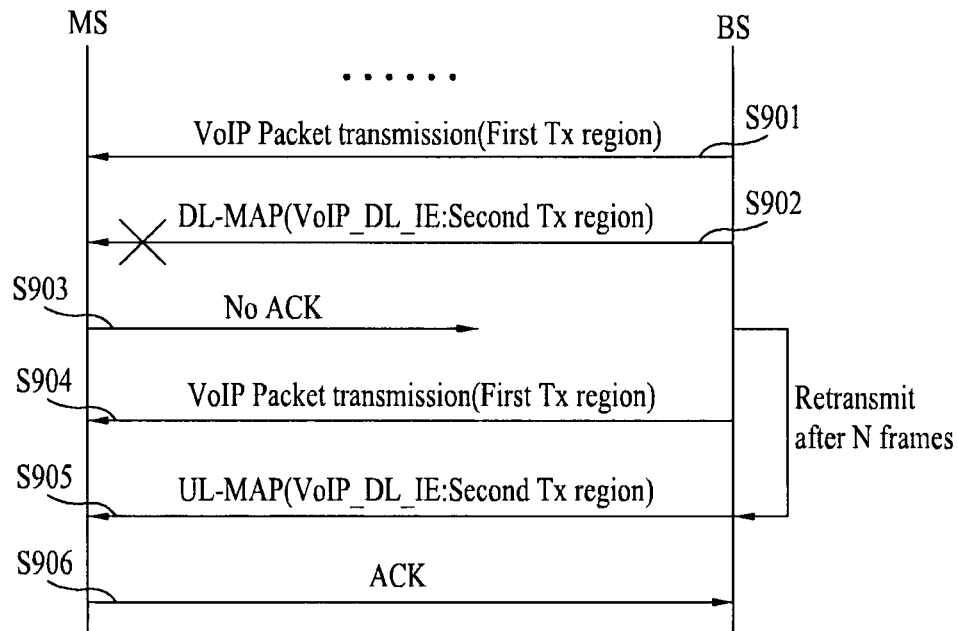 MS
BS
S901
VoIP Packet transmission(First Tx region)
S902
DL-MAP(VoIP_DL_IE:Second Tx region)
S903
No ACK
S904
VoIP Packet transmission(First Tx region)
Retransmit
after N frames
S905
UL-MAP(VoIP_DL_IE:Second Tx region)
S906
ACK